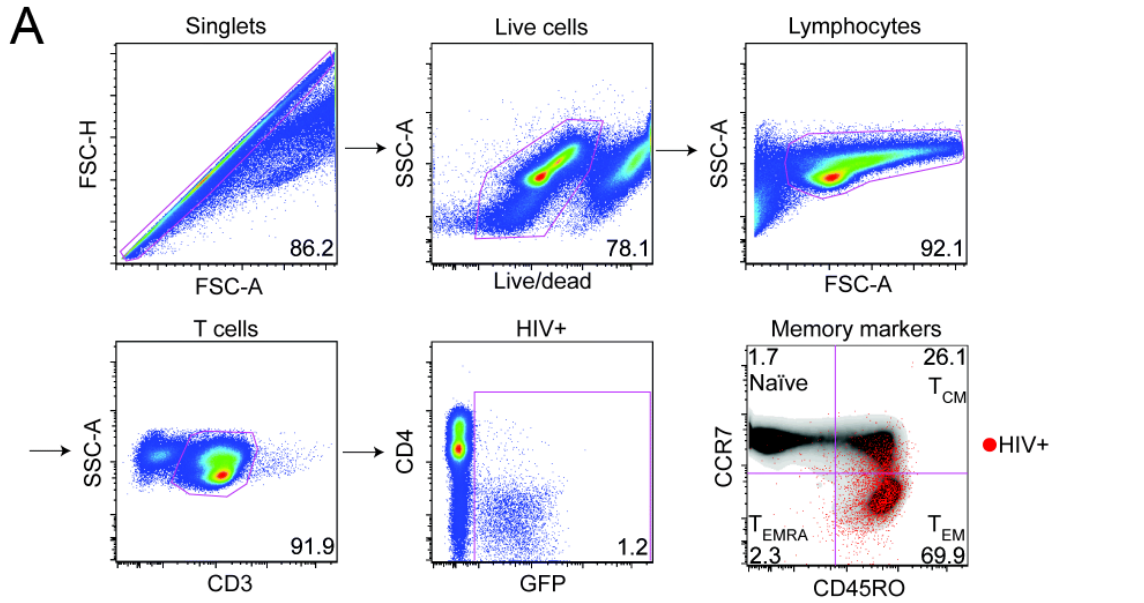 A
Singlets
FSC-H
86.2
FSC-A
Live cells
SSC-A
78.1
Live/dead
Lymphocytes
SSC-A
92.1
FSC-A
T cells
SSC-A
91.9
CD3
HIV+
CD4
1.2
GFP
Memory markers
1.7 26.1
Naïve TCM
CCR7
TEMRA TEM
2.3 69.9
CD45RO
HIV+